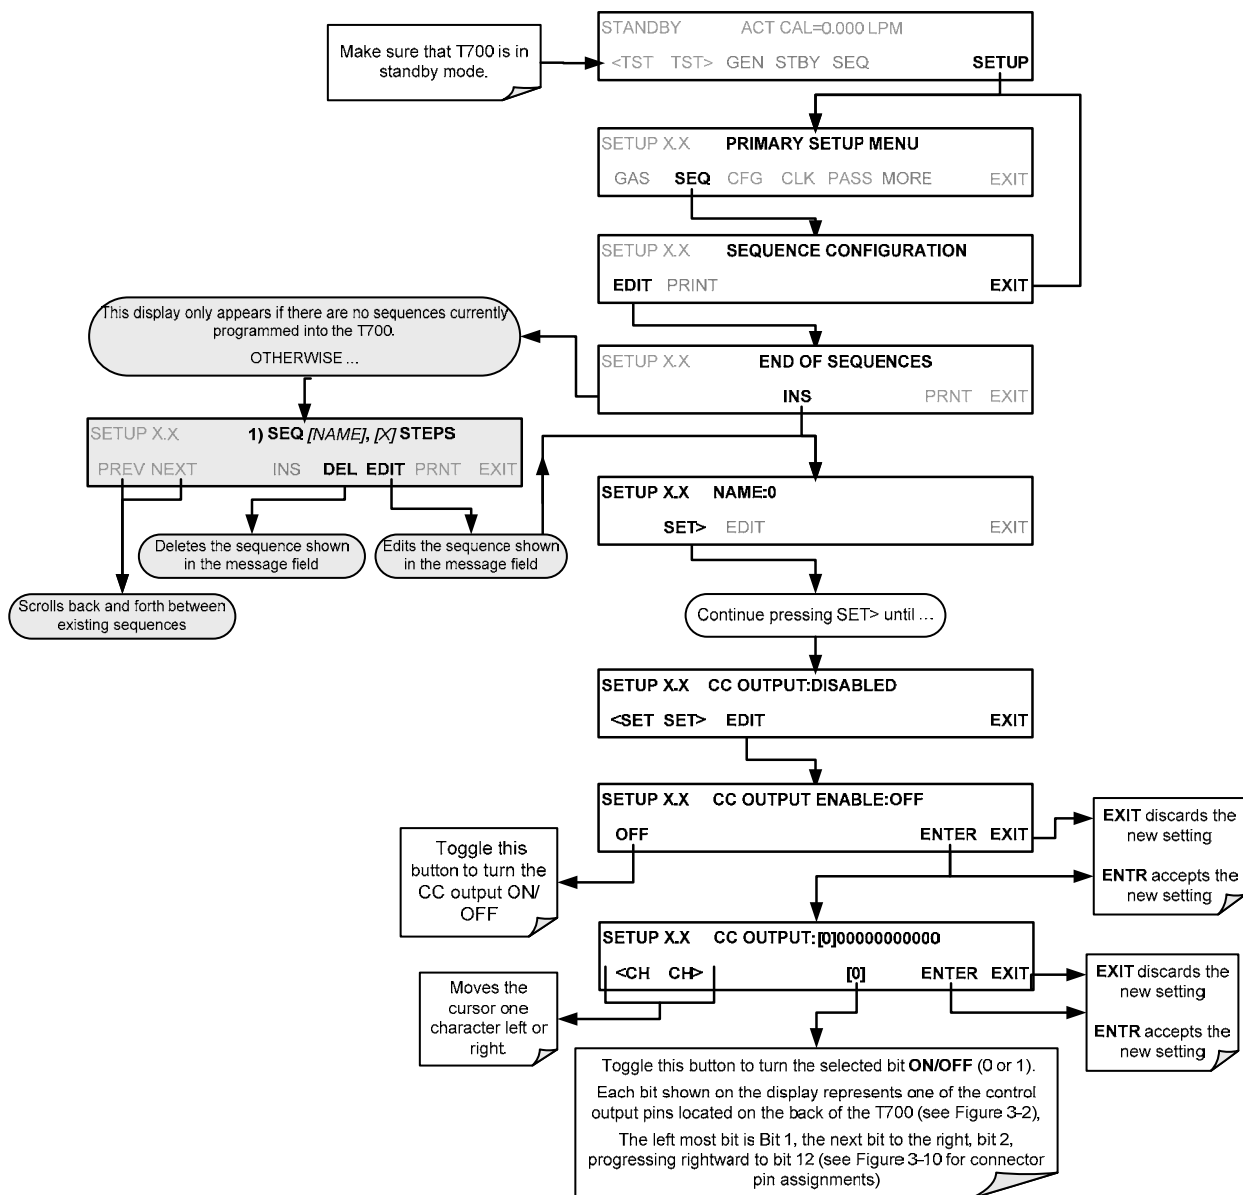 STANDBY ACT CAL=0.000 LPM
<TST TST> GEN STBY SEQ SETUP
Make sure that T700 is in
standby mode.
SETUP X.X PRIMARY SETUP MENU
GAS SEQ CFG CLK PASS MORE EXIT
SETUP X.X SEQUENCE CONFIGURATION
EDIT PRINT EXIT
This display only appears if there are no sequences currently
programmed into the T700.
OTHERWISE ...
SETUP X.X END OF SEQUENCES
INS PRNT EXIT
SETUP X.X 1) SEQ [NAME], [X] STEPS
PREV NEXT INS DEL EDIT PRNT EXIT
Deletes the sequence shown
in the message field
Edits the sequence shown
in the message field
Scrolls back and forth between
existing sequences
SETUP X.X NAME:0
SET> EDIT EXIT
Continue pressing SET> until ...
SETUP X.X CC OUTPUT:DISABLED
<SET SET> EDIT EXIT
SETUP X.X CC OUTPUT ENABLE:OFF
OFF ENTER EXIT
Toggle this
button to turn the
CC output ON/
OFF
EXIT discards the
new setting
ENTR accepts the
new setting
SETUP X.X CC OUTPUT:[0]00000000000
<CH CH> [0] ENTER EXIT
Moves the
cursor one
character left or
right.
EXIT discards the
new setting
ENTR accepts the
new setting
Toggle this button to turn the selected bit ON/OFF (0 or 1).
Each bit shown on the display represents one of the control
output pins located on the back of the T700 (see Figure 3-2),
The left most bit is Bit 1, the next bit to the right, bit 2,
progressing rightward to bit 12 (see Figure 3-10 for connector
pin assignments)